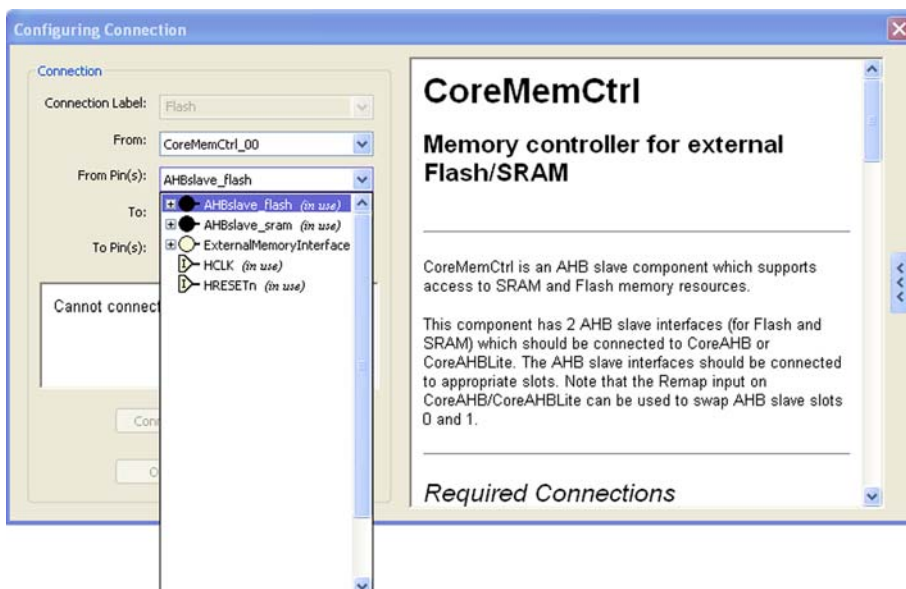 Configuring Connection
Connection
Connection Label:
Flash
From:
CoreMemCtrl_00
From Pin(s):
AHBslave_flash
To:
To Pin(s):
AHBslave_flash (in use)
AHBslave_sram (in use)
ExternalMemoryInterface
HCLK (in use)
HRESETn (in use)
Cannot connect
CoreMemCtrl
Memory controller for external
Flash/SRAM
CoreMemCtrl is an AHB slave component which supports
access to SRAM and Flash memory resources.
This component has 2 AHB slave interfaces (for Flash and
SRAM) which should be connected to CoreAHB or
CoreAHBLite. The AHB slave interfaces should be connected
to appropriate slots. Note that the Remap input on
CoreAHB/CoreAHBLite can be used to swap AHB slave slots
0 and 1.
Required Connections